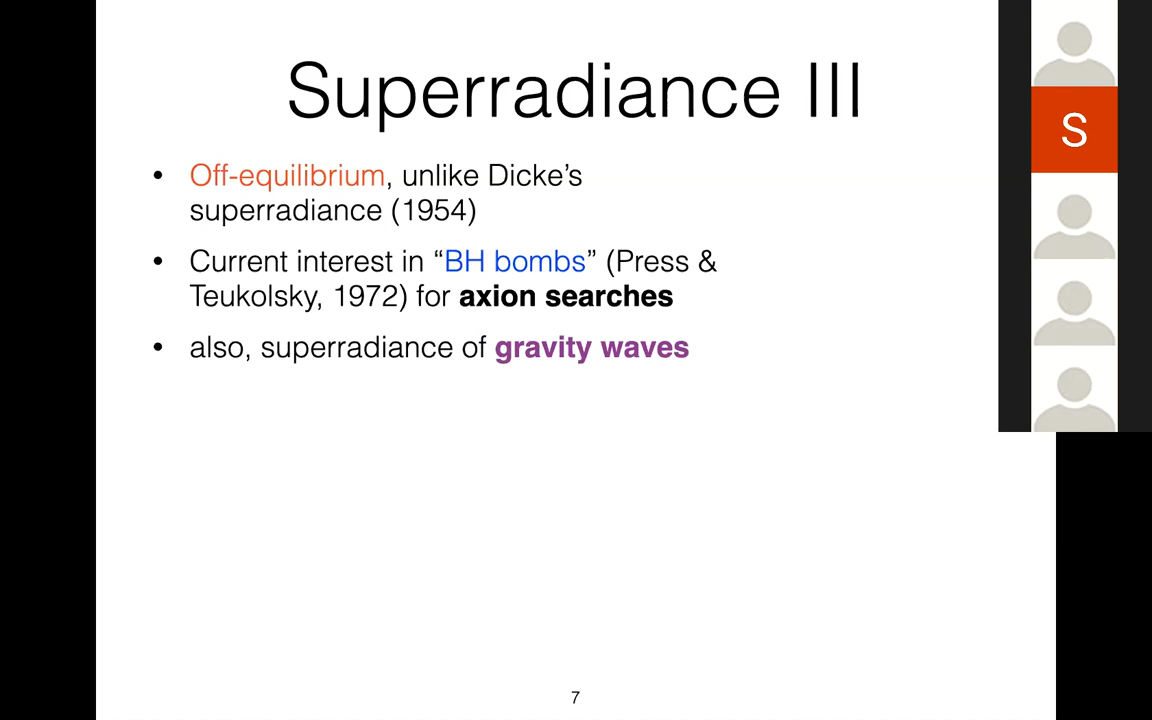 Superradiance III
• Off-equilibrium, unlike Dicke’s
superradiance (1954)
• Current interest in “BH bombs” (Press &
Teukolsky, 1972) for axion searches
• also, superradiance of gravity waves
S
7